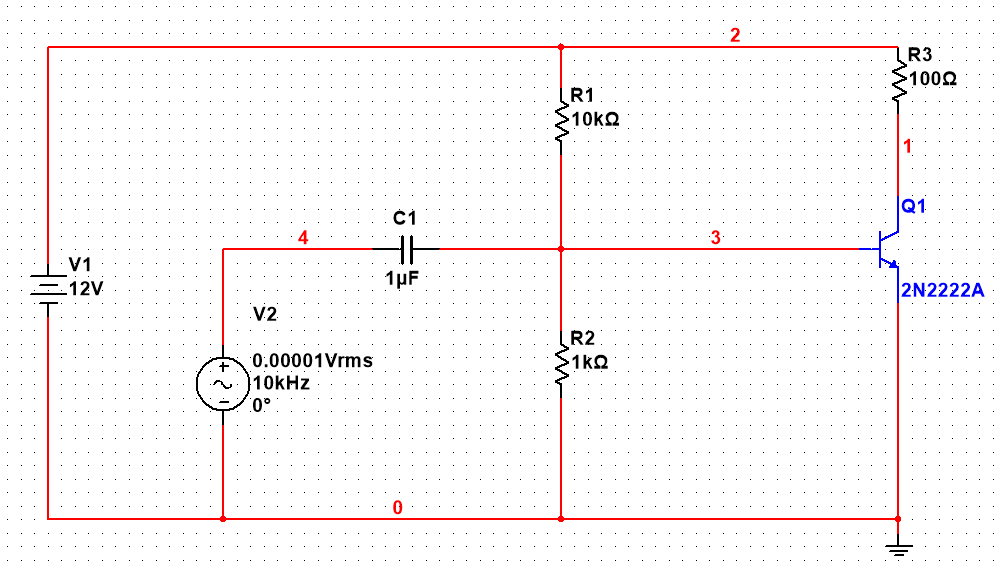 2
R3
100Ω
R1
10kΩ
1
Q1
C1
4
3
1µF
V1
12V
2N2222A
V2
R2
0.00001Vrms
1kΩ
10kHz
0°
0